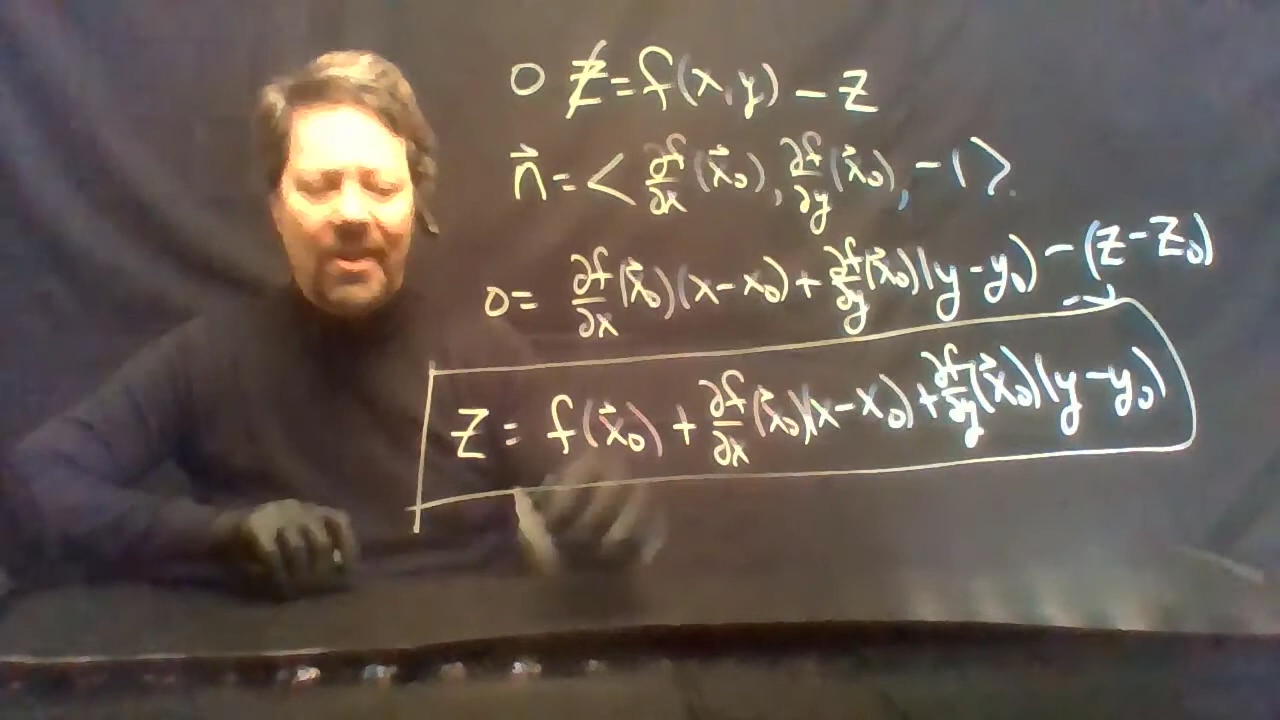 0 z = f(x,y) - z
n⃗ = < ∂f/∂x (x⃗₀), ∂f/∂y (x⃗₀), -1 >
0 = ∂f/∂x (x⃗₀)(x-x₀) + ∂f/∂y (x⃗₀)(y-y₀) - (z-z₀)
z = f(x⃗₀) + ∂f/∂x (x⃗₀)(x-x₀) + ∂f/∂y (x⃗₀)(y-y₀)